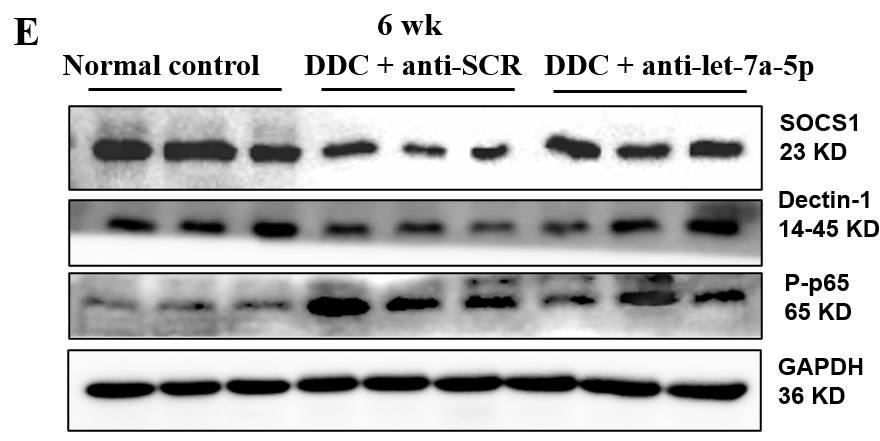 E
6 wk
Normal control DDC + anti-SCR DDC + anti-let-7a-5p
SOCS1
23 KD
Dectin-1
14-45 KD
P-p65
65 KD
GAPDH
36 KD